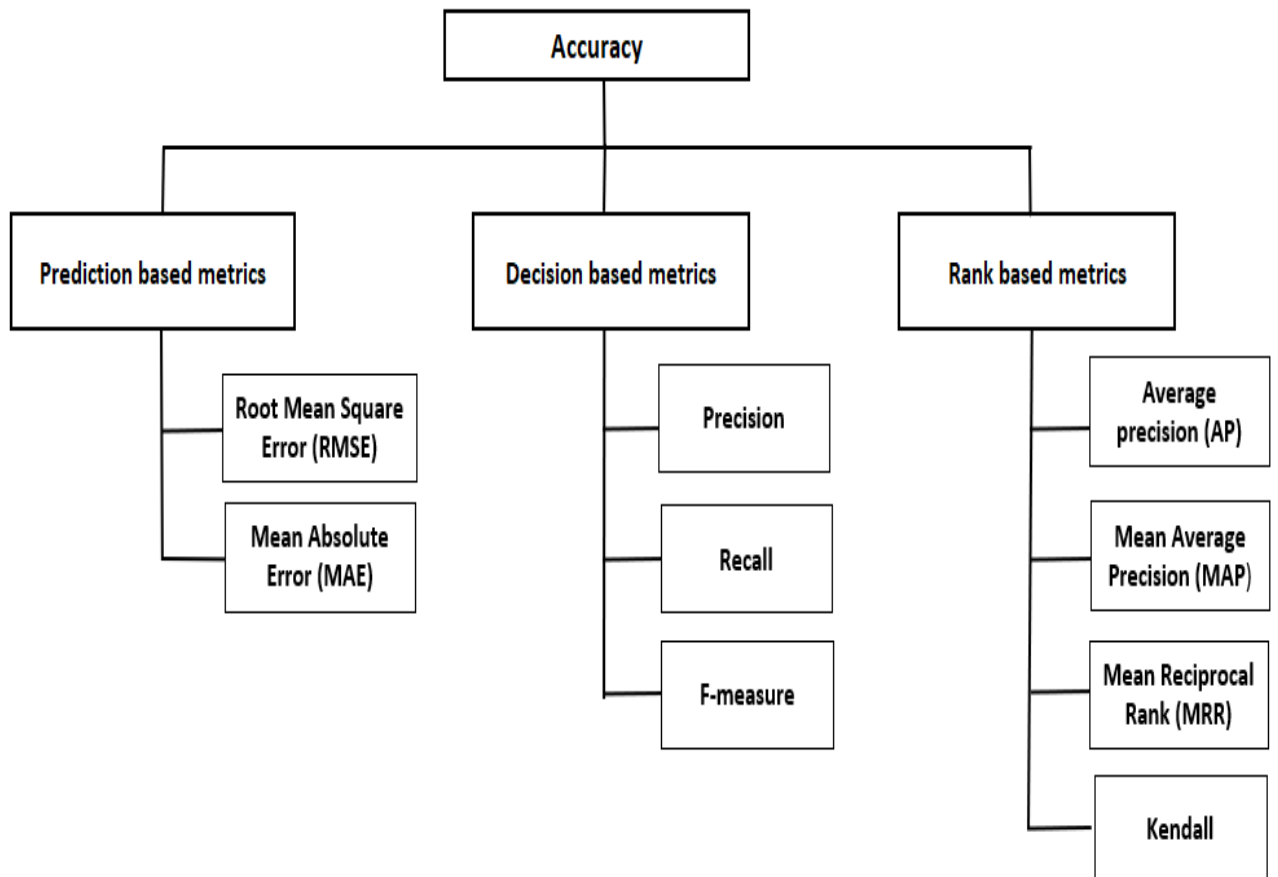 Accuracy
Prediction based metrics
Root Mean Square
Error (RMSE)
Mean Absolute
Error (MAE)
Decision based metrics
Precision
Recall
F-measure
Rank based metrics
Average
precision (AP)
Mean Average
Precision (MAP)
Mean Reciprocal
Rank (MRR)
Kendall